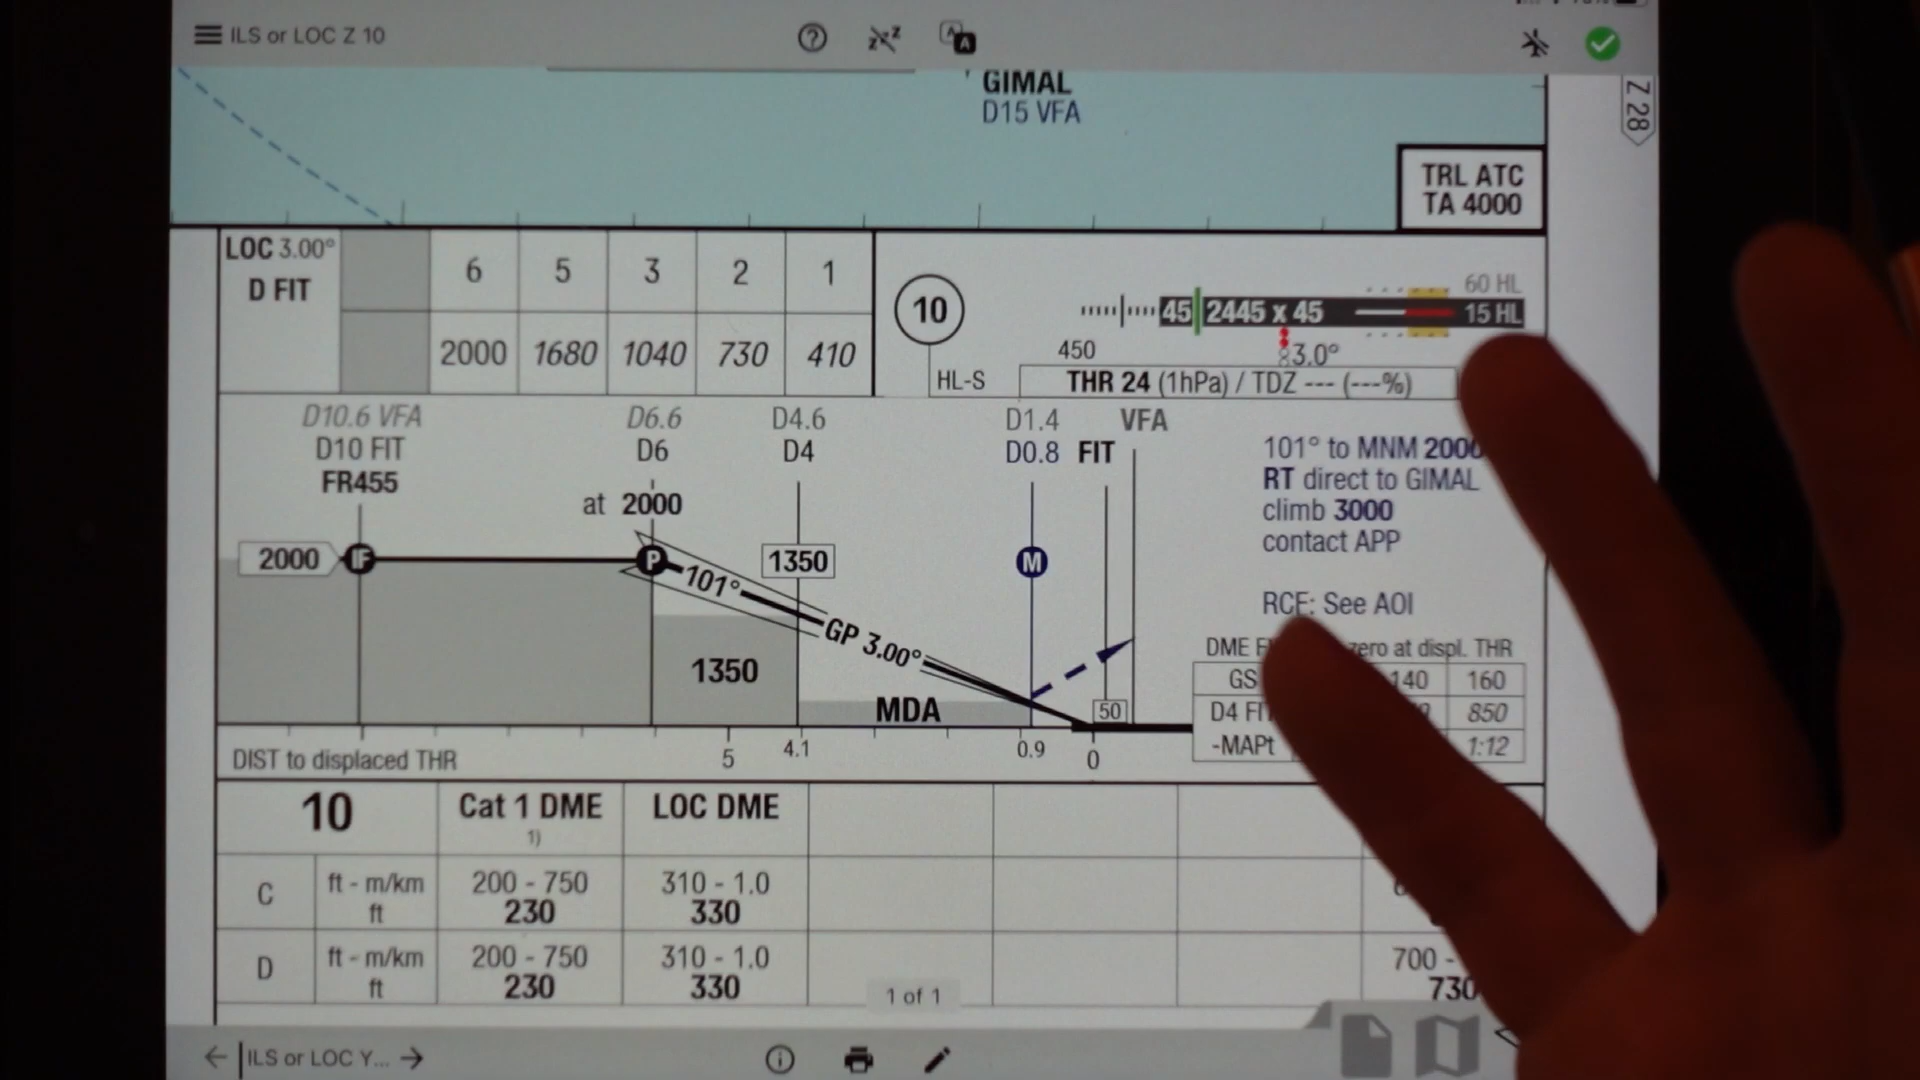 ILS or LOC Z 10
GIMAL
D15 VFA
Z 28
TRL ATC
TA 4000
LOC 3.00°
D FIT
6 5 3 2 1
2000 1680 1040 730 410
10
HL-S
60 HL
45 2445 x 45 15 HL
450
3.0°
THR 24 (1hPa) / TDZ --- (---%)
D10.6 VFA D6.6 D4.6 D1.4 VFA
D10 FIT D6 D4 D0.8 FIT
FR455
at 2000
2000 IF P 1350 M
101°
GP 3.00°
1350
MDA
50
101° to MNM 2000
RT direct to GIMAL
climb 3000
contact APP
RCF: See AOI
DME zero at displ. THR
GS 140 160
D4 850
-MAPt 1:12
DIST to displaced THR 5 4.1 0.9 0
10 Cat 1 DME LOC DME
1)
C ft - m/km 200 - 750 310 - 1.0
ft 230 330
D ft - m/km 200 - 750 310 - 1.0 700 -
ft 230 330 730
1 of 1
ILS or LOC Y...